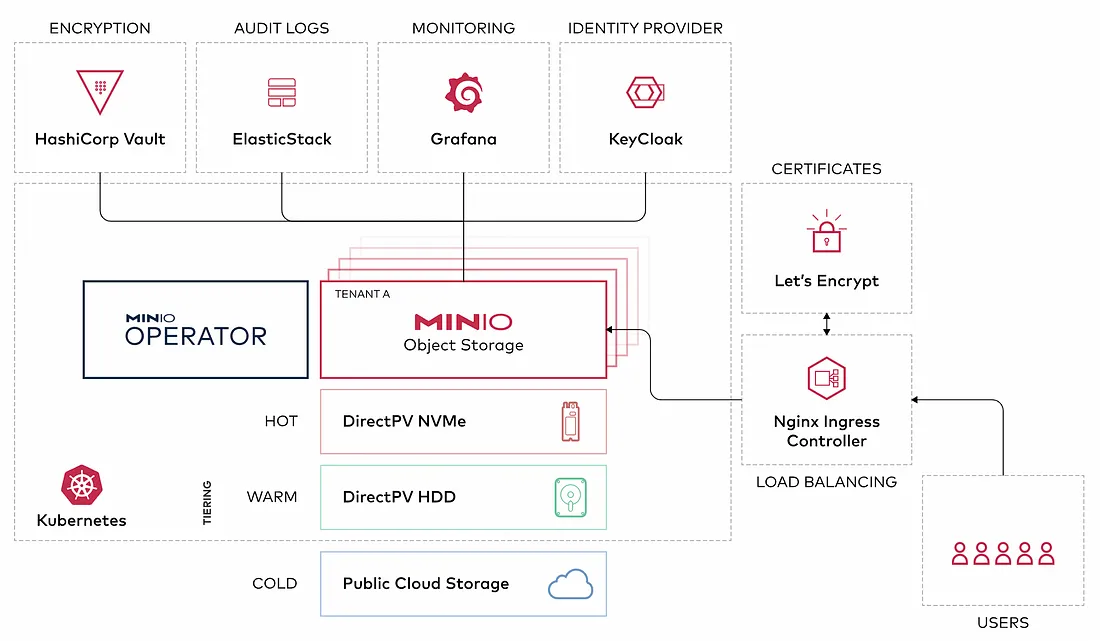 ENCRYPTION
AUDIT LOGS
MONITORING
IDENTITY PROVIDER
HashiCorp Vault
ElasticStack
Grafana
KeyCloak
CERTIFICATES
Let's Encrypt
TENANT A
MINIO
Object Storage
MINIO
OPERATOR
Nginx Ingress
Controller
LOAD BALANCING
HOT
DirectPV NVMe
TIERING
WARM
DirectPV HDD
Kubernetes
COLD
Public Cloud Storage
USERS